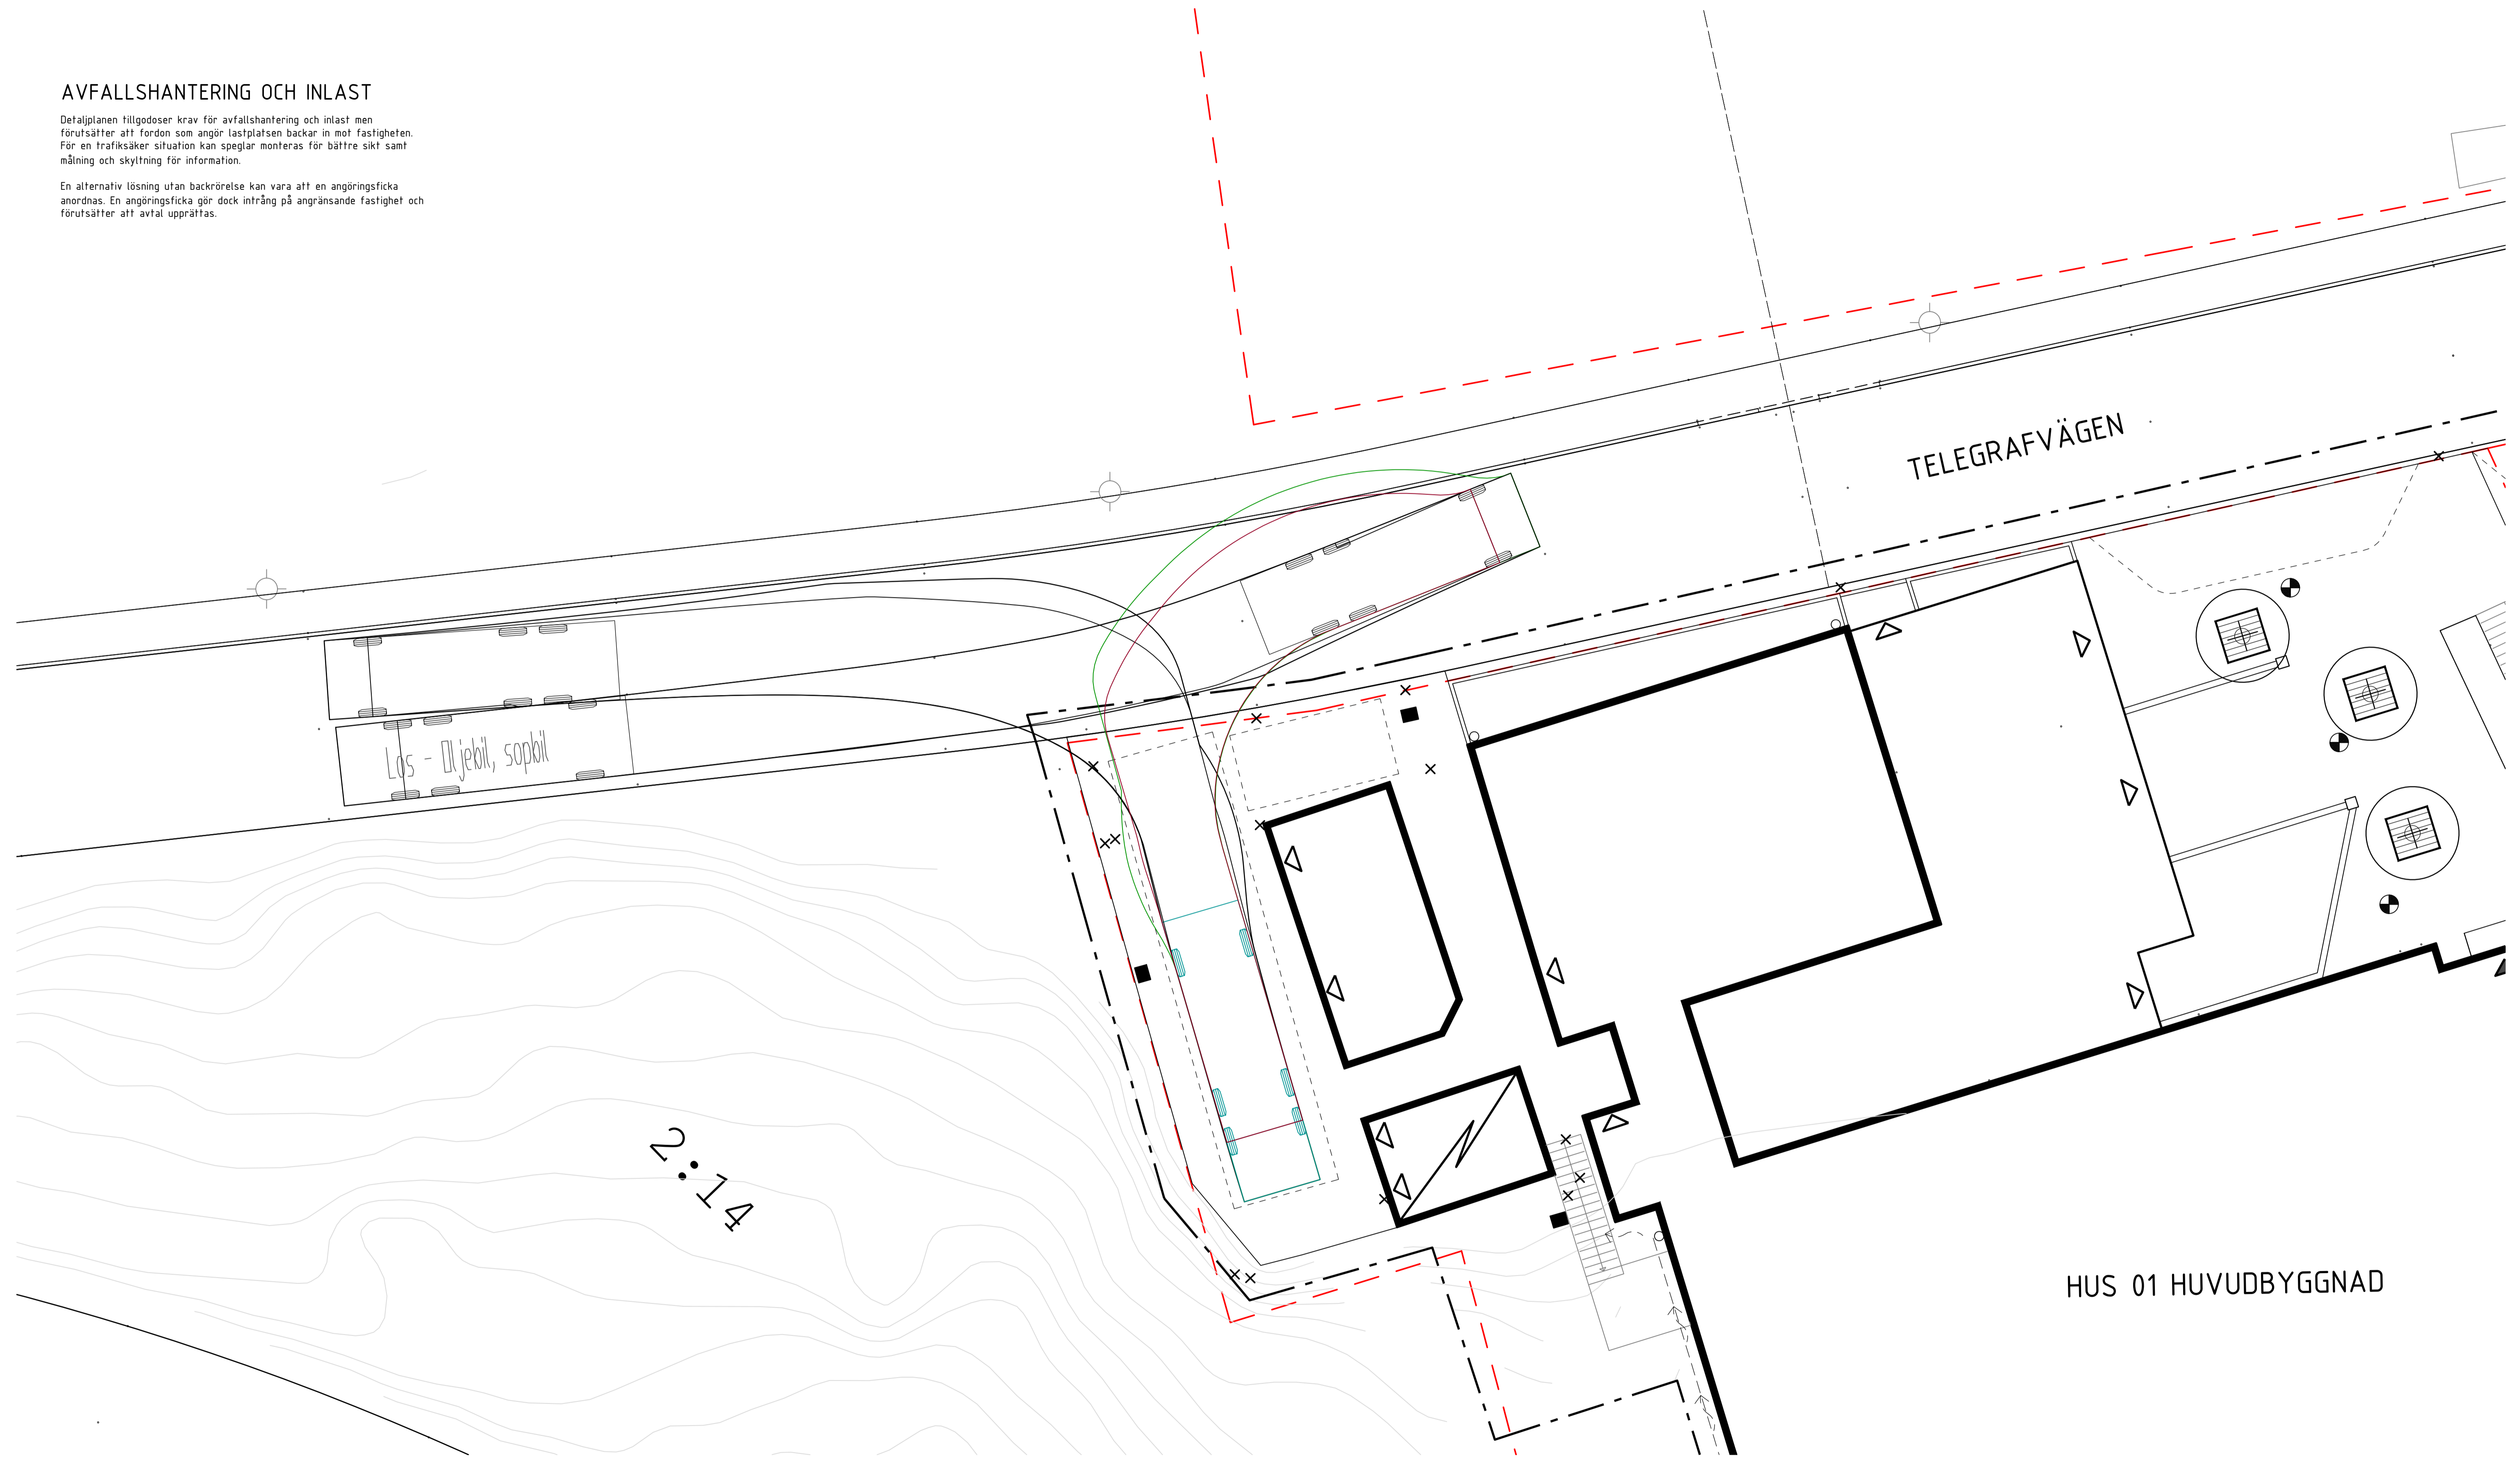 AVFALLSHANTERING OCH INLAST
Detaljplanen tillgodoser krav för avfallshantering och inlast men
förutsätter att fordon som angör lastplatsen backar in mot fastigheten.
För en trafiksäker situation kan speglar monteras för bättre sikt samt
målning och skyltning för information.
En alternativ lösning utan backrörelse kan vara att en angöringsficka
anordnas. En angöringsficka gör dock intrång på angränsande fastighet och
förutsätter att avtal upprättas.
TELEGRAFVÄGEN
Los - Oljebil, sopbil
2:14
HUS 01 HUVUDBYGGNAD